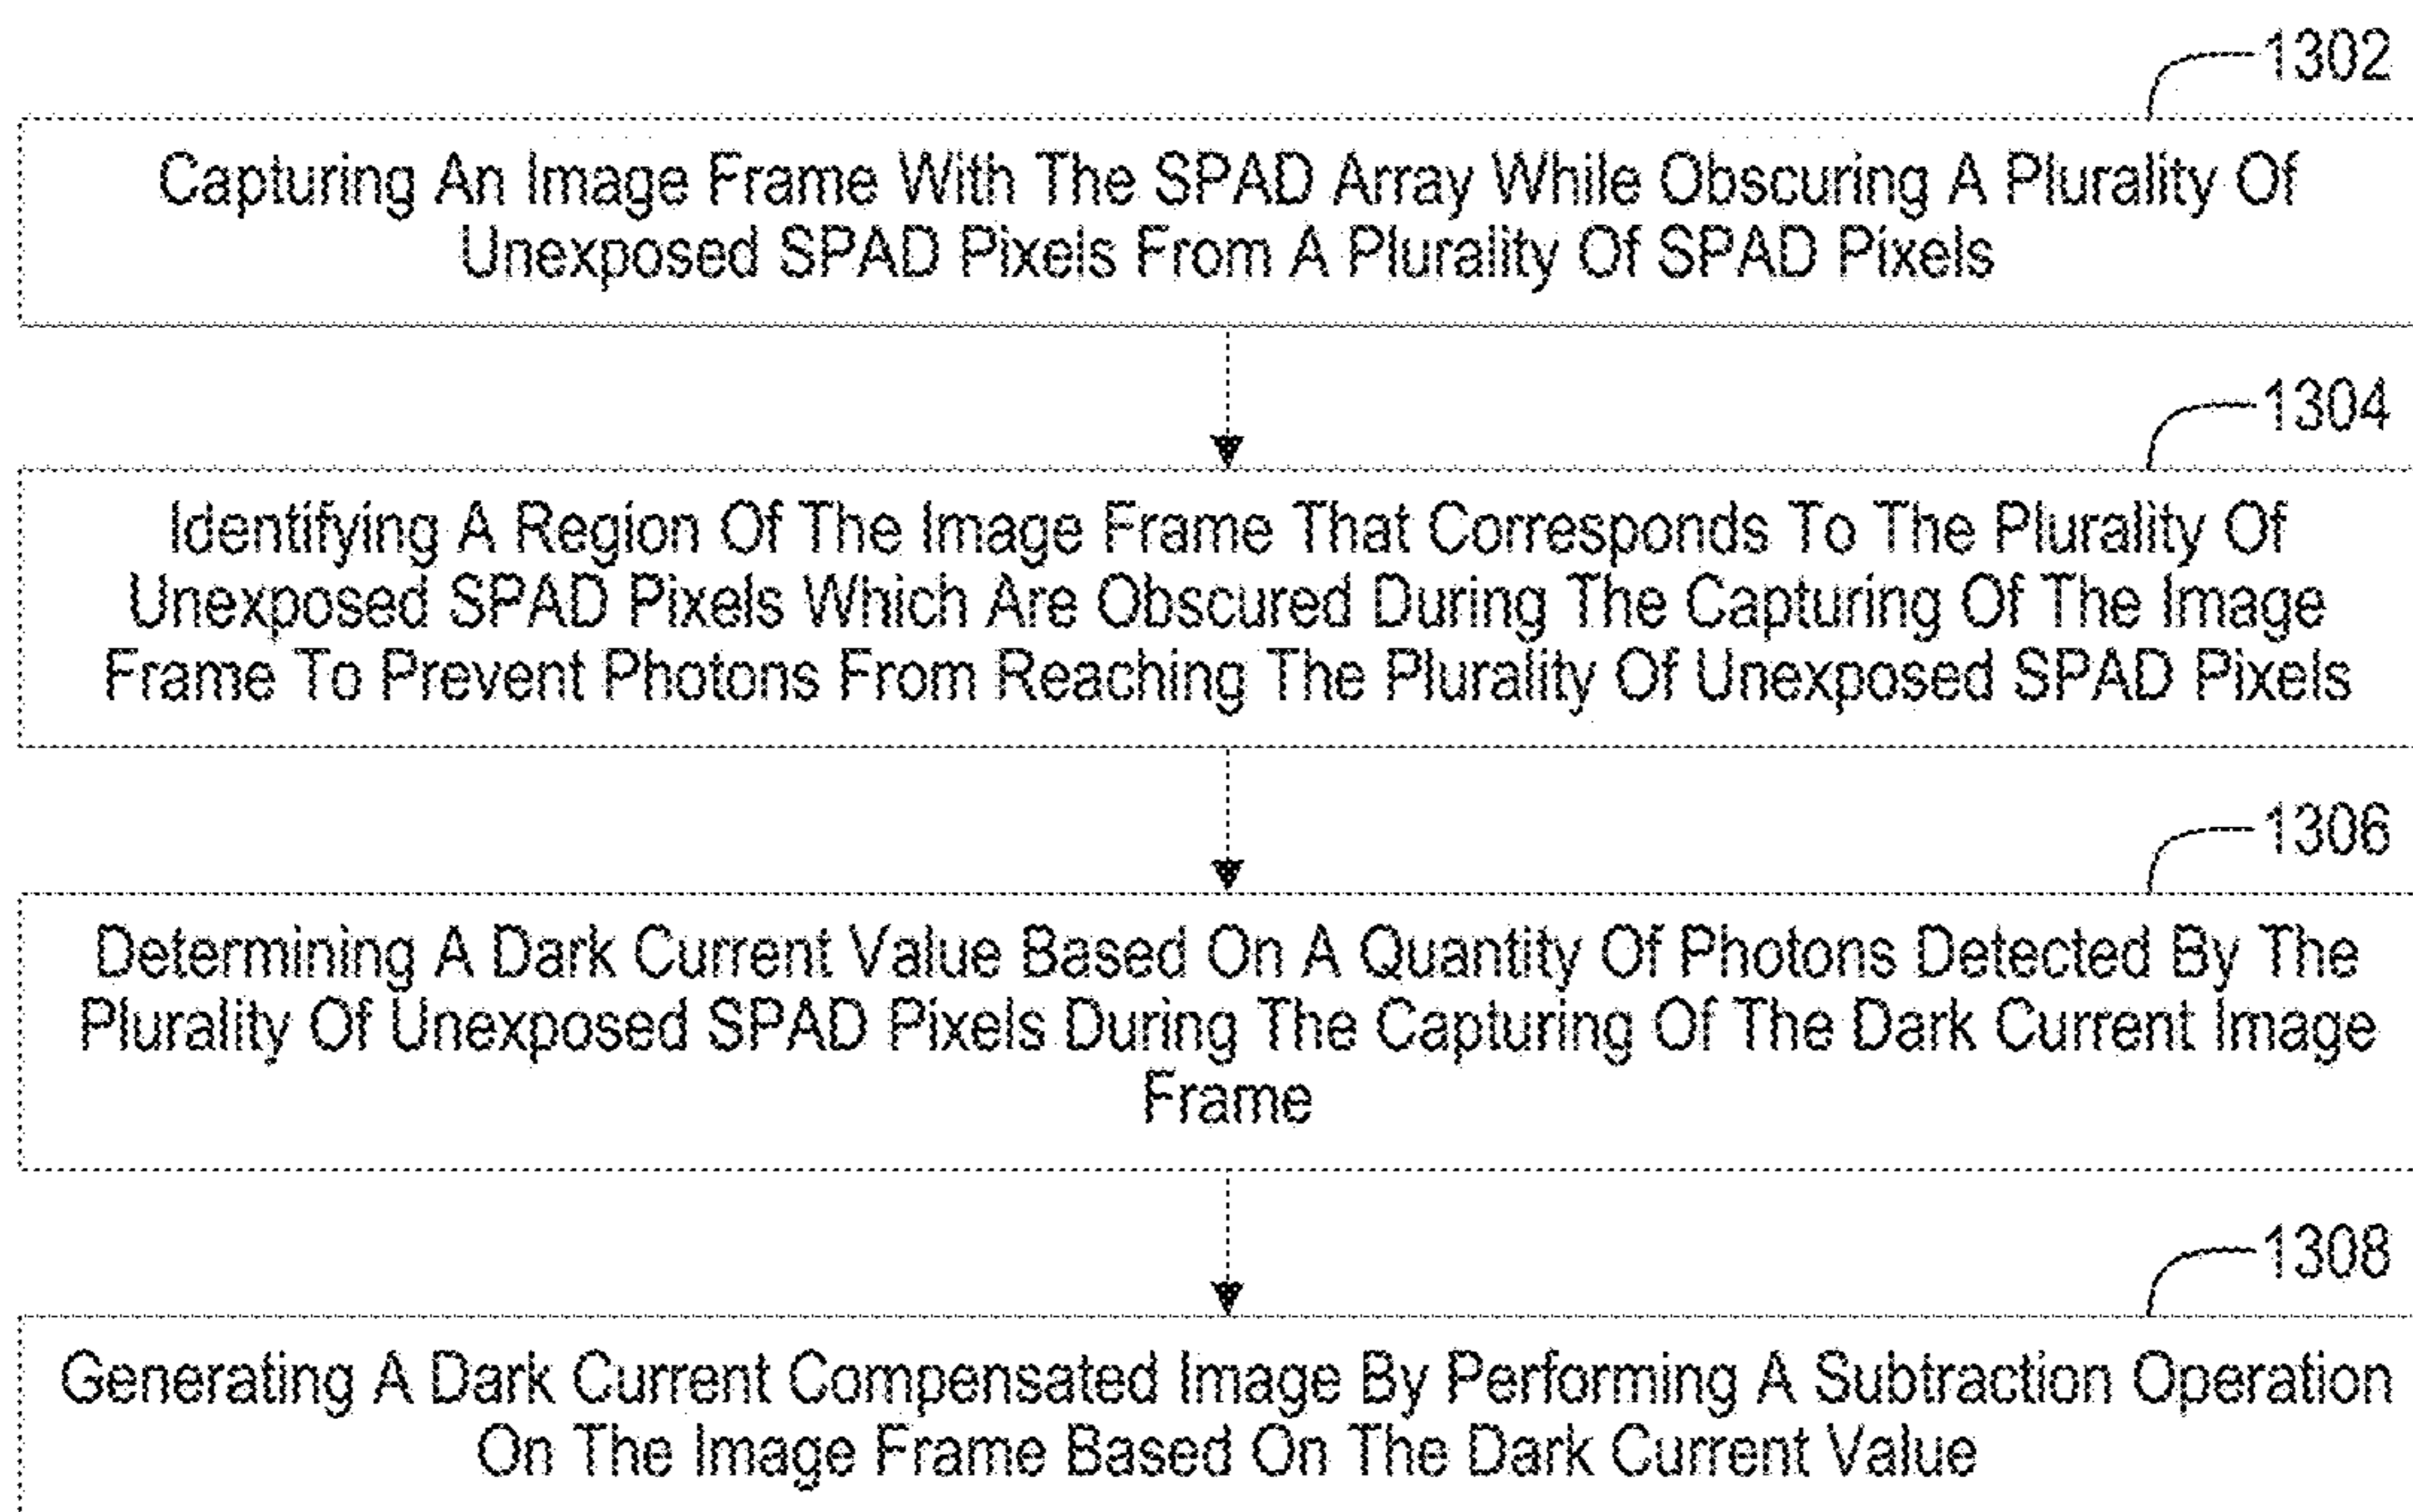 1302
Capturing An Image Frame With The SPAD Array While Obscuring A Plurality Of
Unexposed SPAD Pixels From A Plurality Of SPAD Pixels
1304
Identifying A Region Of The Image Frame That Corresponds To The Plurality Of
Unexposed SPAD Pixels Which Are Obscured During The Capturing Of The Image
Frame To Prevent Photons From Reaching The Plurality Of Unexposed SPAD Pixels
1306
Determining A Dark Current Value Based On A Quantity Of Photons Detected By The
Plurality Of Unexposed SPAD Pixels During The Capturing Of The Dark Current Image
Frame
1308
Generating A Dark Current Compensated Image By Performing A Subtraction Operation
On The Image Frame Based On The Dark Current Value